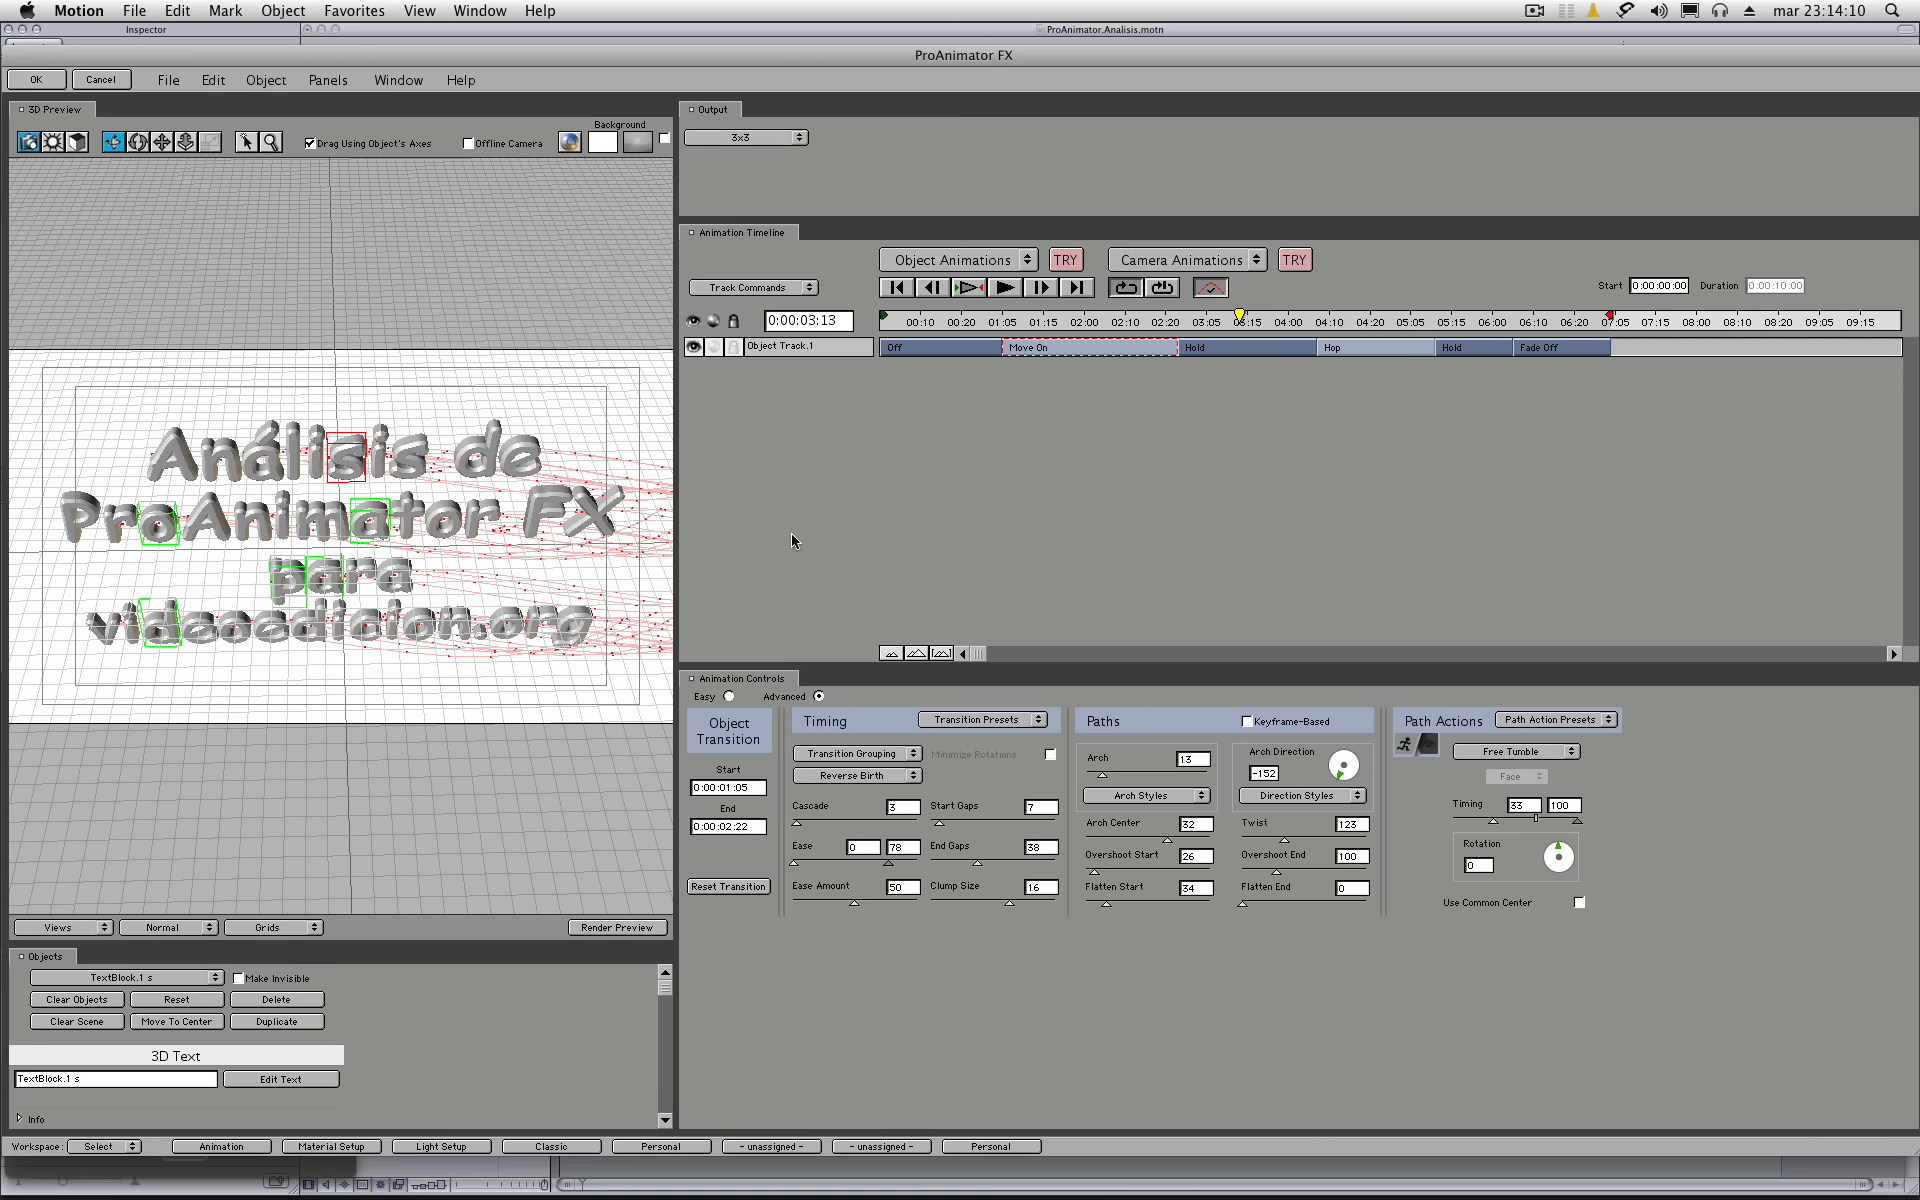 Motion File Edit Mark Object Favorites View Window Help mar 23:14:10
Inspector ProAnimator.Analisis.motn
ProAnimator FX
OK Cancel File Edit Object Panels Window Help
3D Preview
Background
Drag Using Object's Axes Offline Camera
Análisis de
ProAnimator FX
para
videoedicion.org
Views Normal Grids Render Preview
Objects
TextBlock.1 s Make Invisible
Clear Objects Reset Delete
Clear Scene Move To Center Duplicate
3D Text
TextBlock.1 s Edit Text
Info
Output
3x3
Animation Timeline
Object Animations TRY Camera Animations TRY
Track Commands Start 0:00:00:00 Duration 0:00:10:00
0:00:03:13 00:10 00:20 01:05 01:15 02:00 02:10 02:20 03:05 03:15 04:00 04:10 04:20 05:05 05:15 06:00 06:10 06:20 07:05 07:15 08:00 08:10 08:20 09:05 09:15
Object Track.1 Off Move On Hold Hop Hold Fade Off
Animation Controls
Easy Advanced
Object Transition
Start
0:00:01:05
End
0:00:02:22
Reset Transition
Timing Transition Presets
Transition Grouping Minimize Rotations
Reverse Birth
Cascade 3 Start Gaps 7
Ease 0 78 End Gaps 38
Ease Amount 50 Clump Size 16
Paths Keyframe-Based
Arch 13 Arch Direction -152
Arch Styles Direction Styles
Arch Center 32 Twist 123
Overshoot Start 26 Overshoot End 100
Flatten Start 34 Flatten End 0
Path Actions Path Action Presets
Free Tumble
Face
Timing 33 100
Rotation
0
Use Common Center
Workspace: Select Animation Material Setup Light Setup Classic Personal - unassigned - - unassigned - Personal